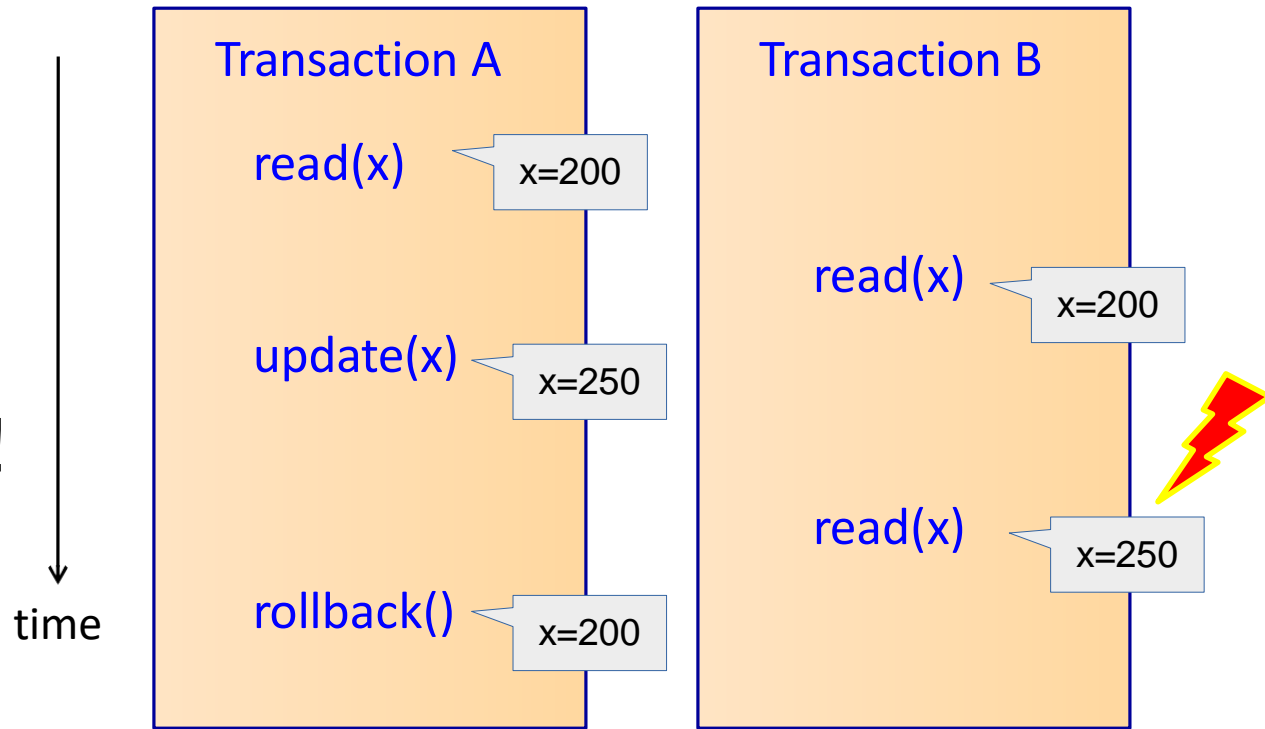 Transaction A
Transaction B
read(x)
x=200
read(x)
x=200
update(x)
x=250
!
read(x)
x=250
rollback()
x=200
time